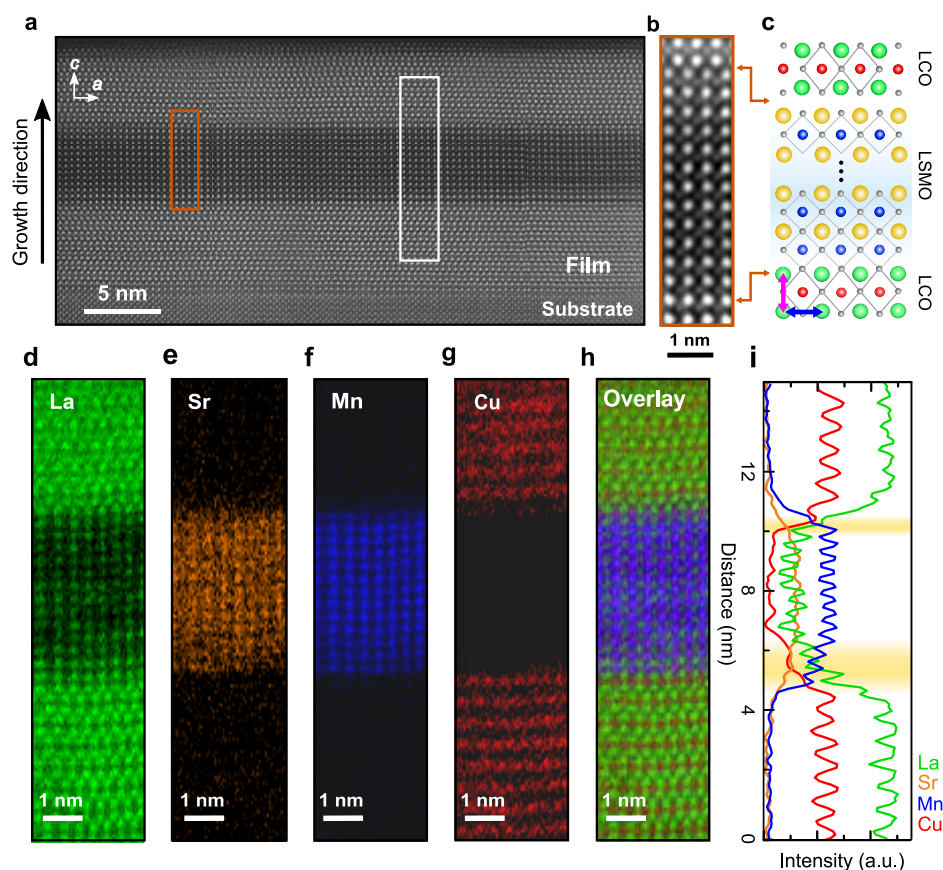 a
b
c
c
a
Growth direction
5 nm
Film
Substrate
1 nm
LCO
LSMO
LCO
d
e
f
g
h
i
La
Sr
Mn
Cu
Overlay
1 nm
1 nm
1 nm
1 nm
1 nm
Distance (nm)
12
8
4
0
La
Sr
Mn
Cu
Intensity (a.u.)